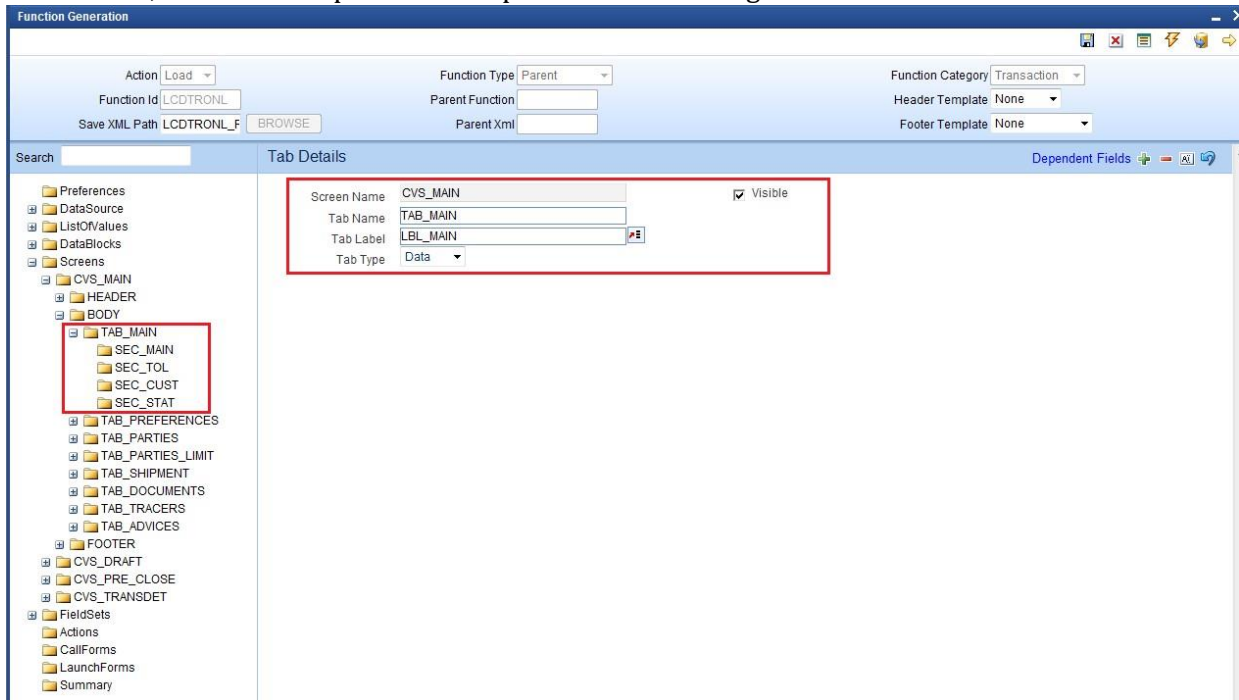 Function Generation
Action Load Function Type Parent Function Category Transaction
Function Id LCDTRONL Parent Function Header Template None
Save XML Path LCDTRONL_F BROWSE Parent Xml Footer Template None
Search Tab Details Dependent Fields
Preferences
DataSource
ListOfValues
DataBlocks
Screens
CVS_MAIN
HEADER
BODY
TAB_MAIN
SEC_MAIN
SEC_TOL
SEC_CUST
SEC_STAT
TAB_PREFERENCES
TAB_PARTIES
TAB_PARTIES_LIMIT
TAB_SHIPMENT
TAB_DOCUMENTS
TAB_TRACERS
TAB_ADVICES
FOOTER
CVS_DRAFT
CVS_PRE_CLOSE
CVS_TRANSDET
FieldSets
Actions
CallForms
LaunchForms
Summary
Screen Name CVS_MAIN Visible
Tab Name TAB_MAIN
Tab Label LBL_MAIN
Tab Type Data